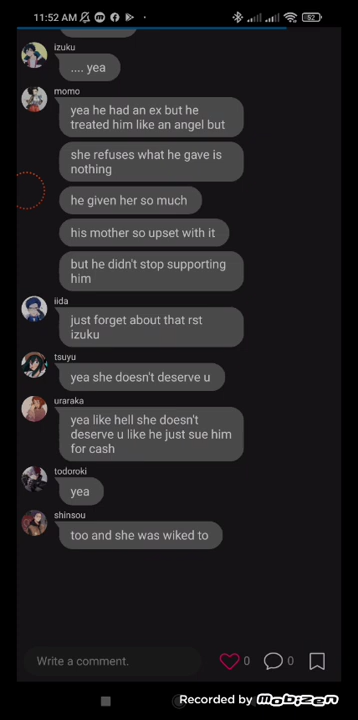 11:52 AM
82
izuku
.... yea
momo
yea he had an ex but he
treated him like an angel but
she refuses what he gave is
nothing
he given her so much
his mother so upset with it
but he didn't stop supporting
him
iida
just forget about that rst
izuku
tsuyu
yea she doesn't deserve u
uraraka
yea like hell she doesn't
deserve u like he just sue him
for cash
todoroki
yea
shinsou
too and she was wiked to
Write a comment.
0
0
Recorded by Mobizen